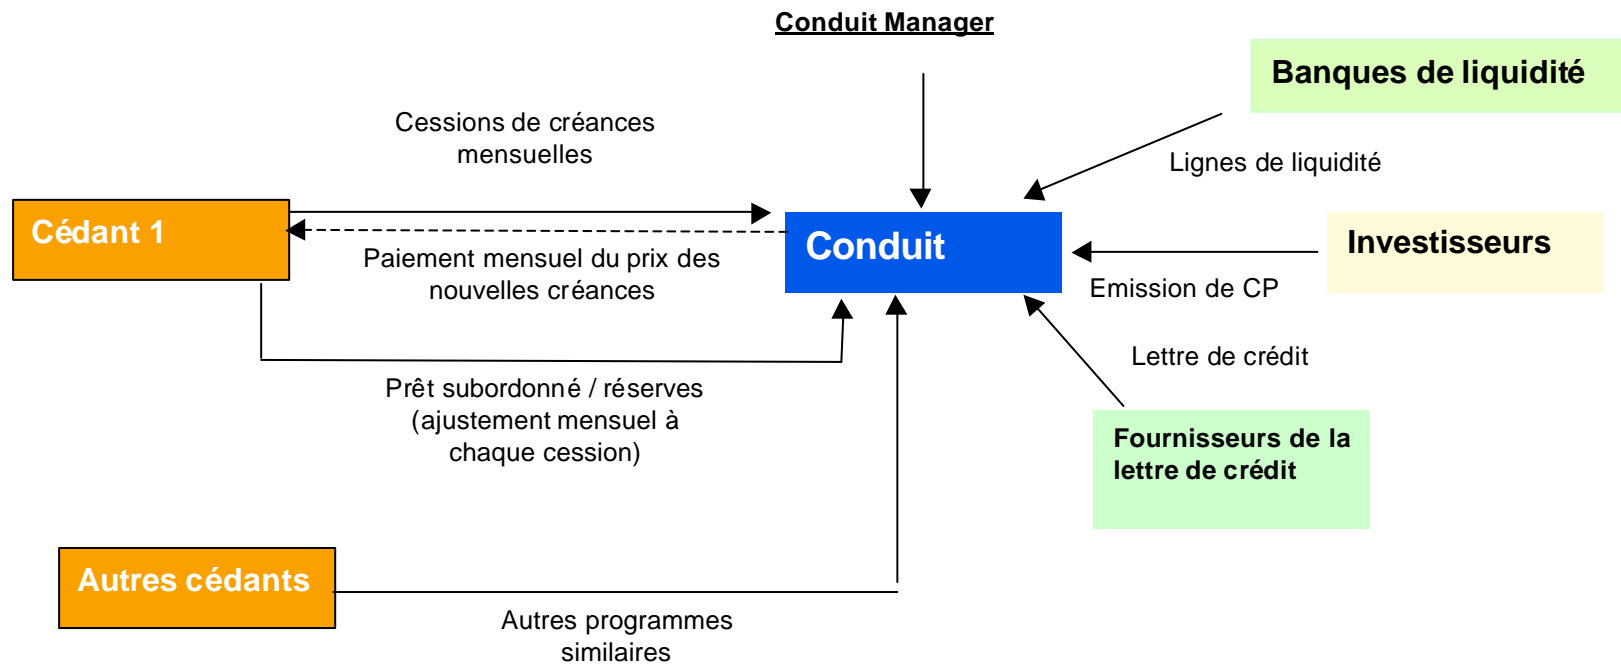 Conduit Manager
Banques de liquidité
Cessions de créances
mensuelles
Lignes de liquidité
Cédant 1
Conduit
Investisseurs
Paiement mensuel du prix des
nouvelles créances
Emission de CP
Lettre de crédit
Prêt subordonné / réserves
(ajustement mensuel à
chaque cession)
Fournisseurs de la
lettre de crédit
Autres cédants
Autres programmes
similaires